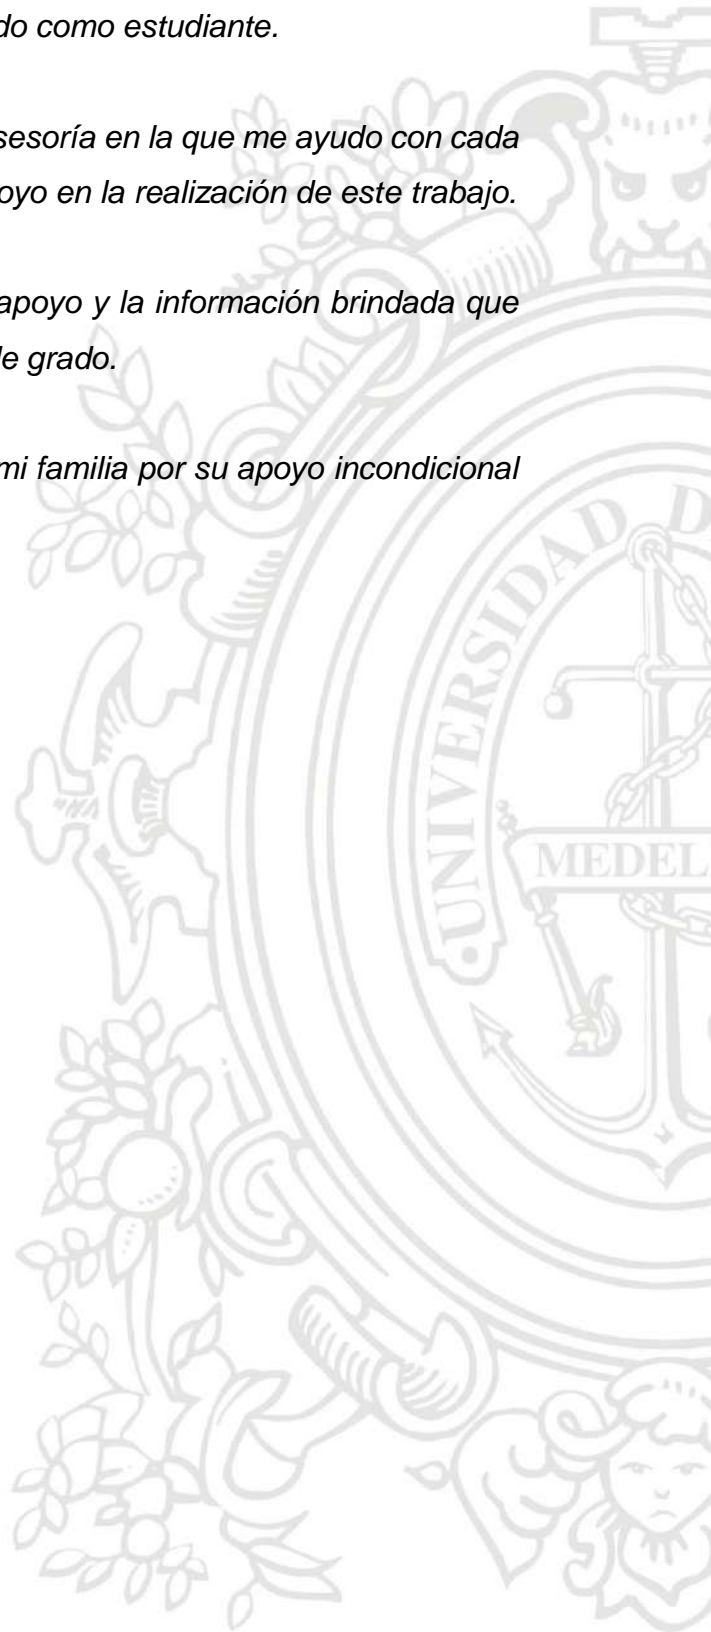 do como estudiante.
sesoría en la que me ayudo con cada
oyo en la realización de este trabajo.
apoyo y la información brindada que
de grado.
mi familia por su apoyo incondicional
UNIVERSIDAD D
MEDEL